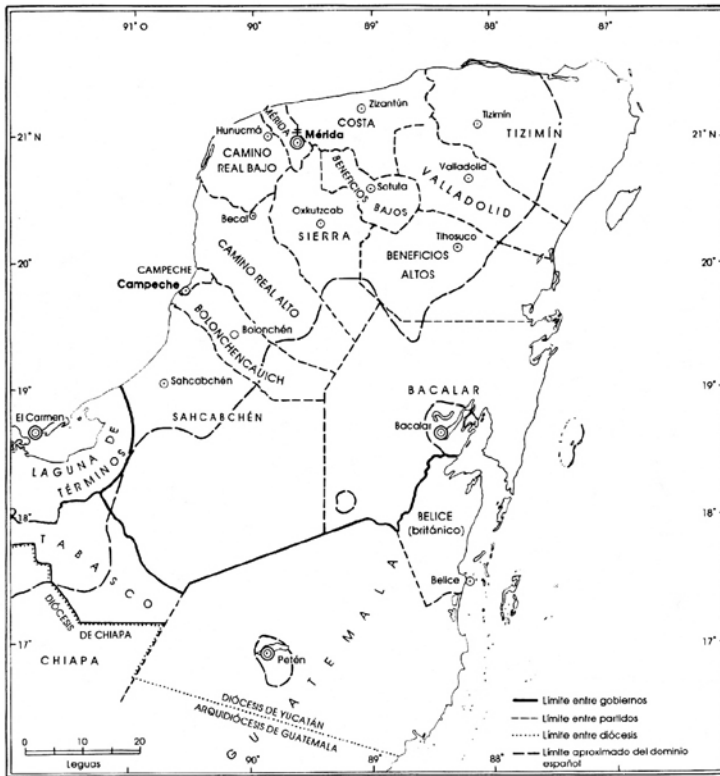 91° O
90
89
88
87
21° N
21° N
20
20
19
19
18
18
17
17
91
90
89
88
Zizantún
COSTA
Tizimín
TIZIMÍN
MÉRIDA
Hunucmá
Mérida
CAMINO
REAL BAJO
BENEFICIOS
BAJOS
Sotuta
Valladolid
VALLADOLID
Becal
Oxkutzcab
SIERRA
Tihosuco
BENEFICIOS
ALTOS
CAMPECHE
Campeche
CAMINO REAL ALTO
Bolonchén
BOLONCHENCAUICH
Sahcabchén
SAHCABCHÉN
BACALAR
Bacalar
El Carmen
LAGUNA DE
TÉRMINOS
BELICE
(británico)
Belice
TABASCO
DIÓCESIS
DE CHIAPA
CHIAPA
Petén
GUATEMALA
DIÓCESIS DE YUCATÁN
ARQUIDIÓCESIS DE GUATEMALA
0 10 20
Leguas
Límite entre gobiernos
Límite entre partidos
Límite entre diócesis
Límite aproximado del dominio
español